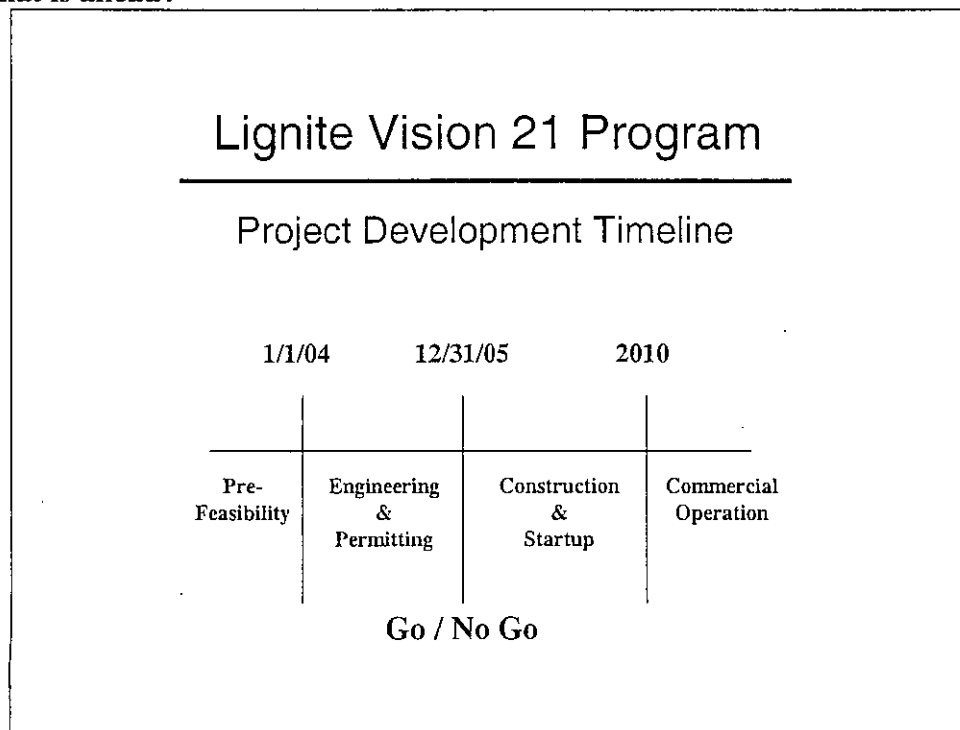 Lignite Vision 21 Program
Project Development Timeline
1/1/04 12/31/05 2010
Pre-
Feasibility
Engineering
&
Permitting
Construction
&
Startup
Commercial
Operation
Go / No Go